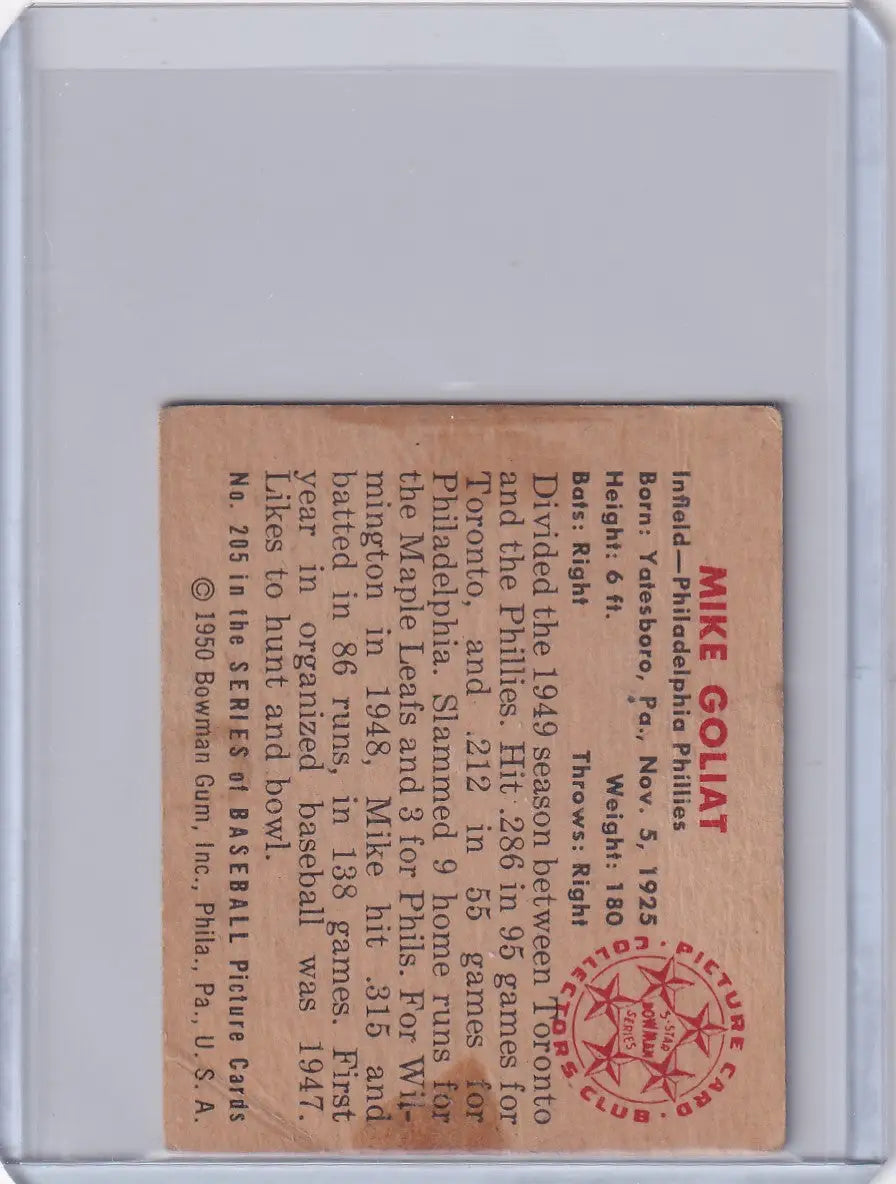 MIKE GOLIAT
Infield—Philadelphia Phillies
Born: Yatesboro, Pa., Nov. 5, 1925
Height: 6 ft. Weight: 180
Bats: Right Throws: Right
Divided the 1949 season between Toronto
and the Phillies. Hit .286 in 95 games for
Toronto, and .212 in 55 games for
Philadelphia. Slammed 9 home runs for
the Maple Leafs and 3 for Phils. For Wil-
mington in 1948, Mike hit .315 and
batted in 86 runs, in 138 games. First
year in organized baseball was 1947.
Likes to hunt and bowl.
No. 205 in the SERIES of BASEBALL Picture Cards
© 1950 Bowman Gum, Inc., Phila., Pa., U. S. A.
PICTURE CARD COLLECTORS CLUB
5-STAR
BOWMAN
SERIES